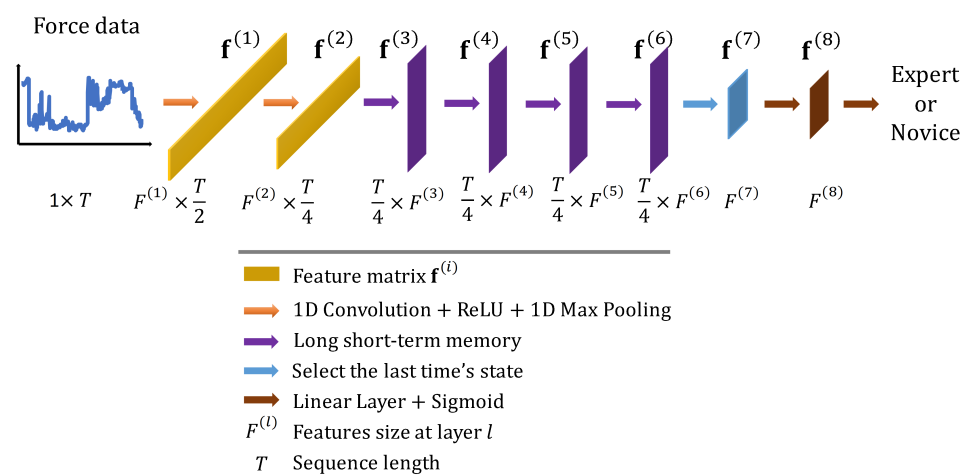 Force data
f^(1) f^(2) f^(3) f^(4) f^(5) f^(6) f^(7) f^(8)
Expert
or
Novice
1× T
F^(1) × T/2
F^(2) × T/4
T/4 × F^(3)
T/4 × F^(4)
T/4 × F^(5)
T/4 × F^(6)
F^(7)
F^(8)
Feature matrix f^(i)
1D Convolution + ReLU + 1D Max Pooling
Long short-term memory
Select the last time's state
Linear Layer + Sigmoid
F^(l) Features size at layer l
T Sequence length